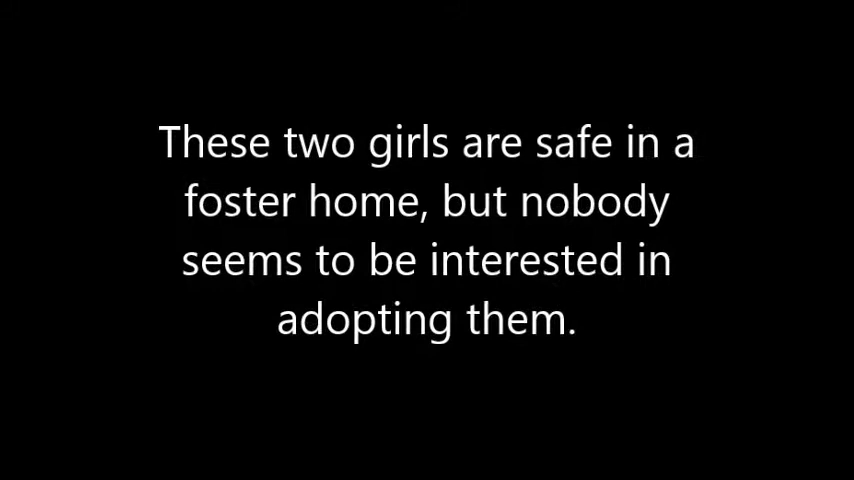 These two girls are safe in a
foster home, but nobody
seems to be interested in
adopting them.